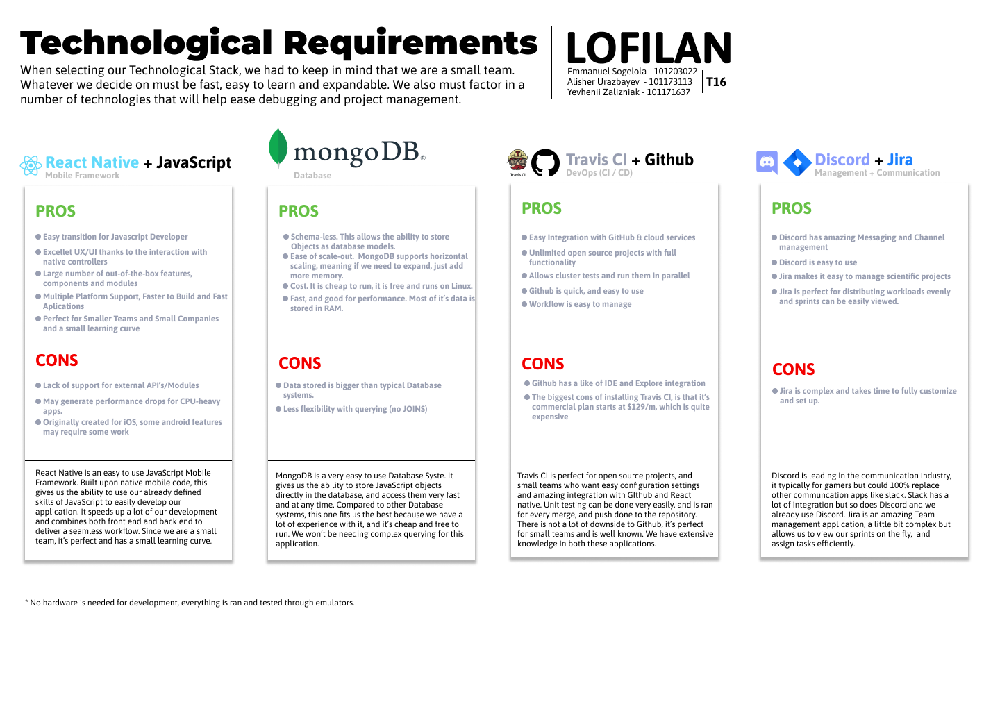 Technological Requirements
When selecting our Technological Stack, we had to keep in mind that we are a small team.
Whatever we decide on must be fast, easy to learn and expandable. We also must factor in a
number of technologies that will help ease debugging and project management.
LOFILAN
Emmanuel Sogelola - 101203022
Alisher Urazbayev - 101173113
Yevhenii Zalizniak - 101171637
T16
React Native + JavaScript
Mobile Framework
PROS
Easy transition for Javascript Developer
Excellet UX/UI thanks to the interaction with
native controllers
Large number of out-of-the-box features,
components and modules
Multiple Platform Support, Faster to Build and Fast
Aplications
Perfect for Smaller Teams and Small Companies
and a small learning curve
CONS
Lack of support for external API's/Modules
May generate performance drops for CPU-heavy
apps.
Originally created for iOS, some android features
may require some work
React Native is an easy to use JavaScript Mobile
Framework. Built upon native mobile code, this
gives us the ability to use our already defined
skills of JavaScript to easily develop our
application. It speeds up a lot of our development
and combines both front end and back end to
deliver a seamless workflow. Since we are a small
team, it's perfect and has a small learning curve.
mongoDB®
Database
PROS
Schema-less. This allows the ability to store
Objects as database models.
Ease of scale-out. MongoDB supports horizontal
scaling, meaning if we need to expand, just add
more memory.
Cost. It is cheap to run, it is free and runs on Linux.
Fast, and good for performance. Most of it's data is
stored in RAM.
CONS
Data stored is bigger than typical Database
systems.
Less flexibility with querying (no JOINS)
MongoDB is a very easy to use Database Syste. It
gives us the ability to store JavaScript objects
directly in the database, and access them very fast
and at any time. Compared to other Database
systems, this one fits us the best because we have a
lot of experience with it, and it's cheap and free to
run. We won't be needing complex querying for this
application.
Travis CI
Travis CI + Github
DevOps (CI / CD)
PROS
Easy Integration with GitHub & cloud services
Unlimited open source projects with full
functionality
Allows cluster tests and run them in parallel
Github is quick, and easy to use
Workflow is easy to manage
CONS
Github has a like of IDE and Explore integration
The biggest cons of installing Travis CI, is that it's
commercial plan starts at $129/m, which is quite
expensive
Travis CI is perfect for open source projects, and
small teams who want easy configuration settings
and amazing integration with GIthub and React
native. Unit testing can be done very easily, and is ran
for every merge, and push done to the repository.
There is not a lot of downside to Github, it's perfect
for small teams and is well known. We have extensive
knowledge in both these applications.
Discord + Jira
Management + Communication
PROS
Discord has amazing Messaging and Channel
management
Discord is easy to use
Jira makes it easy to manage scientific projects
Jira is perfect for distributing workloads evenly
and sprints can be easily viewed.
CONS
Jira is complex and takes time to fully customize
and set up.
Discord is leading in the communication industry,
it typically for gamers but could 100% replace
other communcation apps like slack. Slack has a
lot of integration but so does Discord and we
already use Discord. Jira is an amazing Team
management application, a little bit complex but
allows us to view our sprints on the fly, and
assign tasks efficiently.
* No hardware is needed for development, everything is ran and tested through emulators.